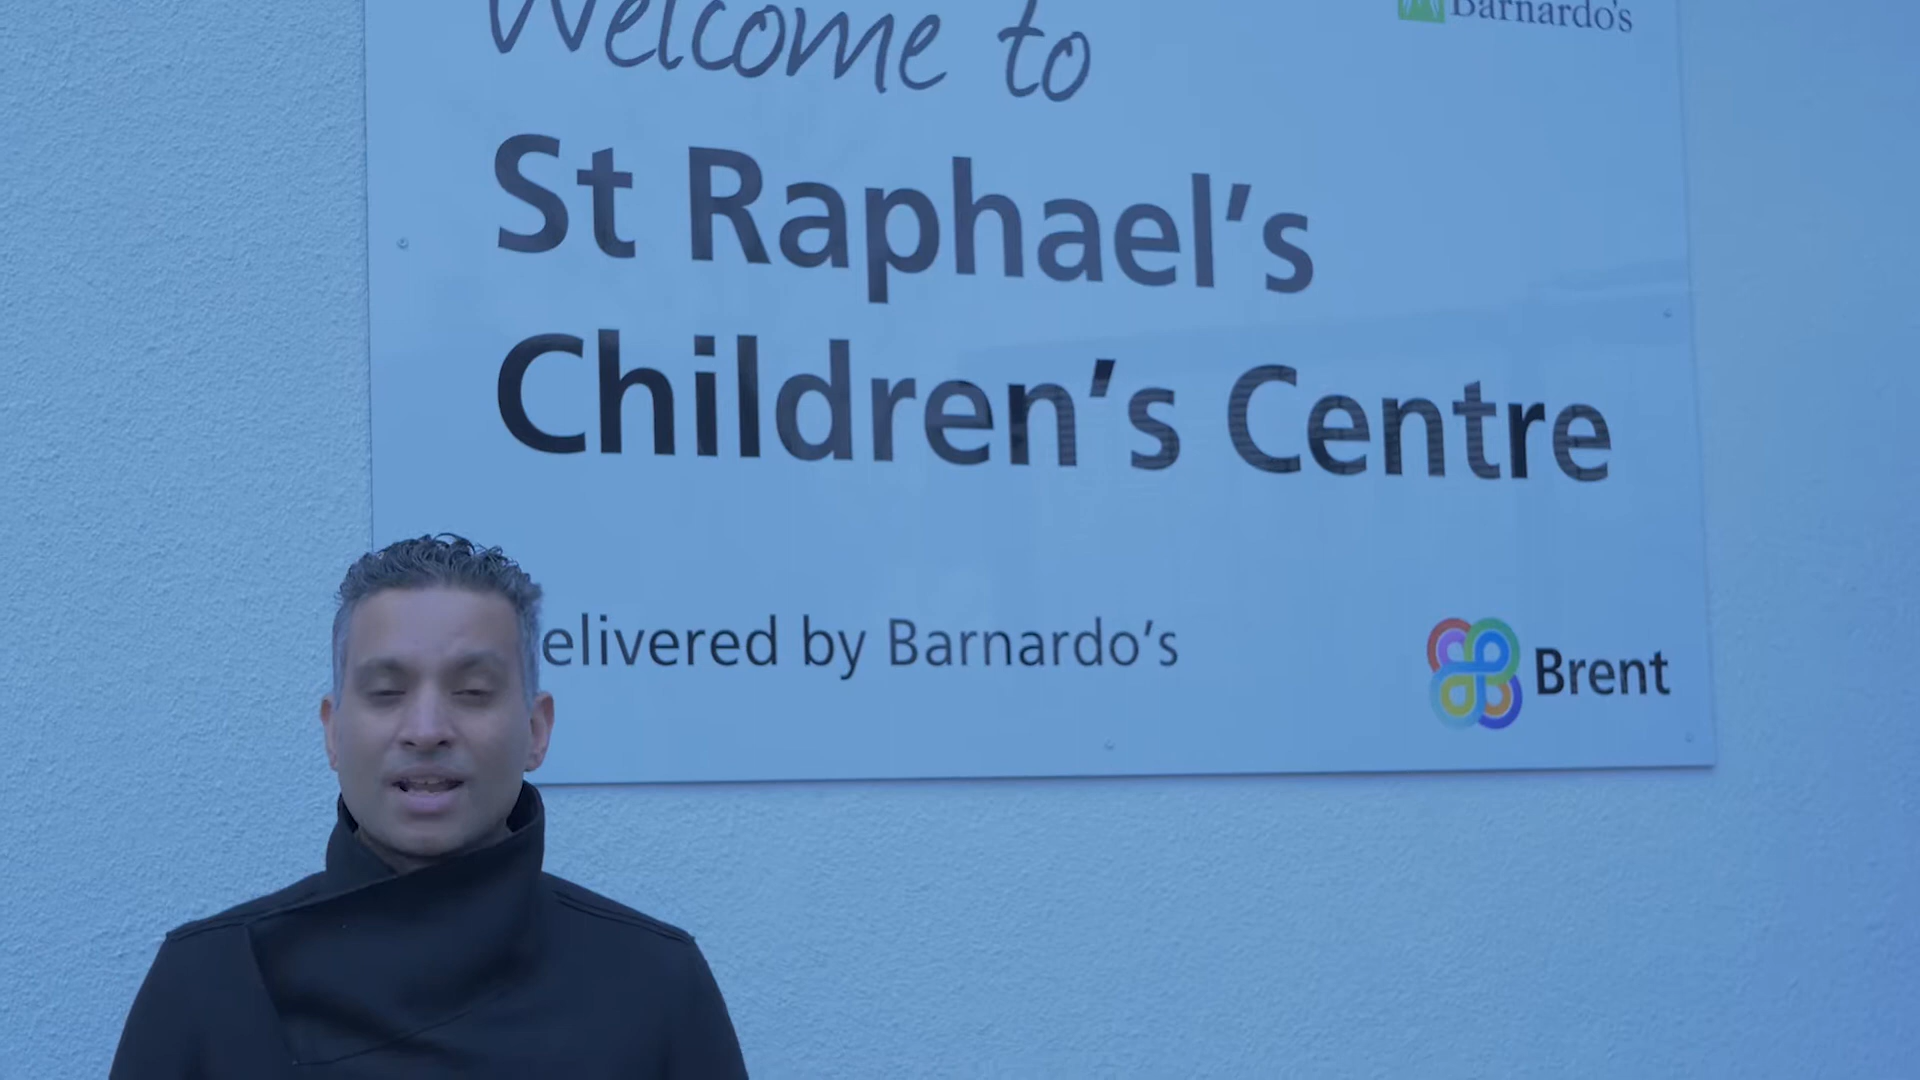 Welcome to
Barnardo's
St Raphael's
Children's Centre
elivered by Barnardo's
Brent